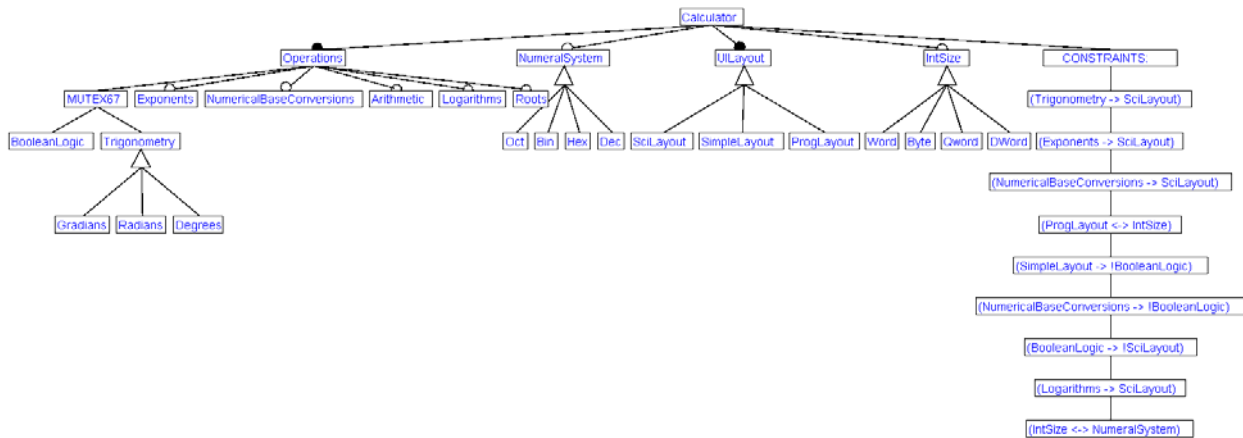 Calculator
Operations
NumeralSystem
UILayout
IntSize
CONSTRAINTS:
MUTEX67
Exponents
NumericalBaseConversions
Arithmetic
Logarithms
Roots
(Trigonometry -> SciLayout)
BooleanLogic
Trigonometry
Oct
Bin
Hex
Dec
SciLayout
SimpleLayout
ProgLayout
Word
Byte
Qword
DWord
(Exponents -> SciLayout)
(NumericalBaseConversions -> SciLayout)
Gradians
Radians
Degrees
(ProgLayout <-> IntSize)
(SimpleLayout -> !BooleanLogic)
(NumericalBaseConversions -> !BooleanLogic)
(BooleanLogic -> !SciLayout)
(Logarithms -> SciLayout)
(IntSize <-> NumeralSystem)